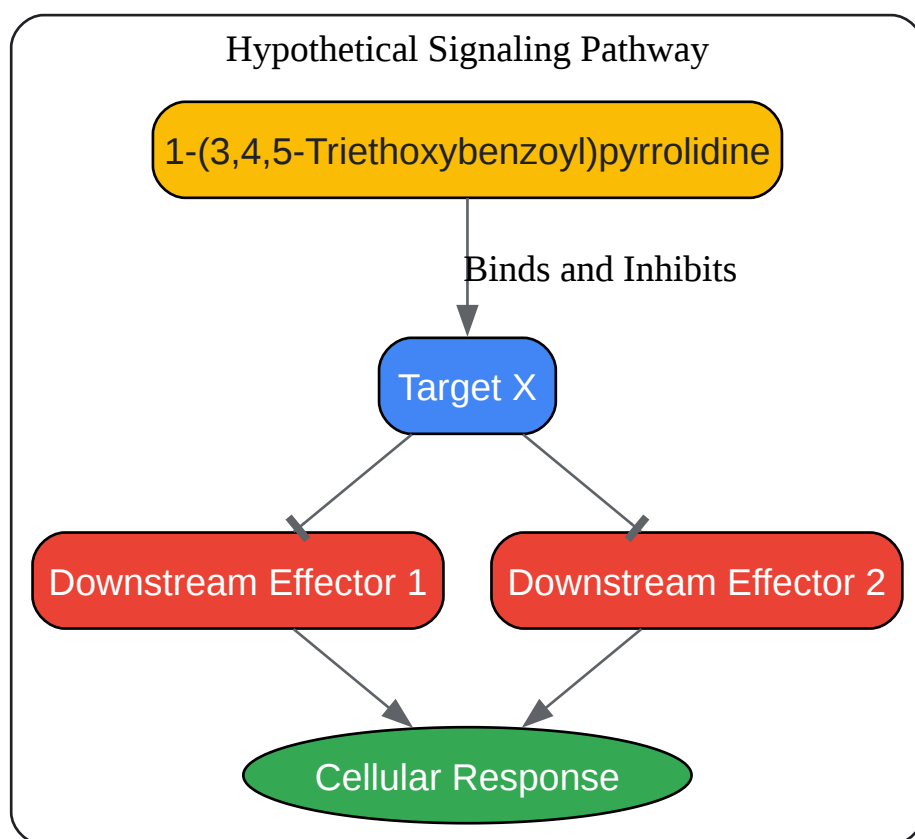 Hypothetical Signaling Pathway
1-(3,4,5-Triethoxybenzoyl)pyrrolidine
Binds and Inhibits
Target X
Downstream Effector 1
Downstream Effector 2
Cellular Response